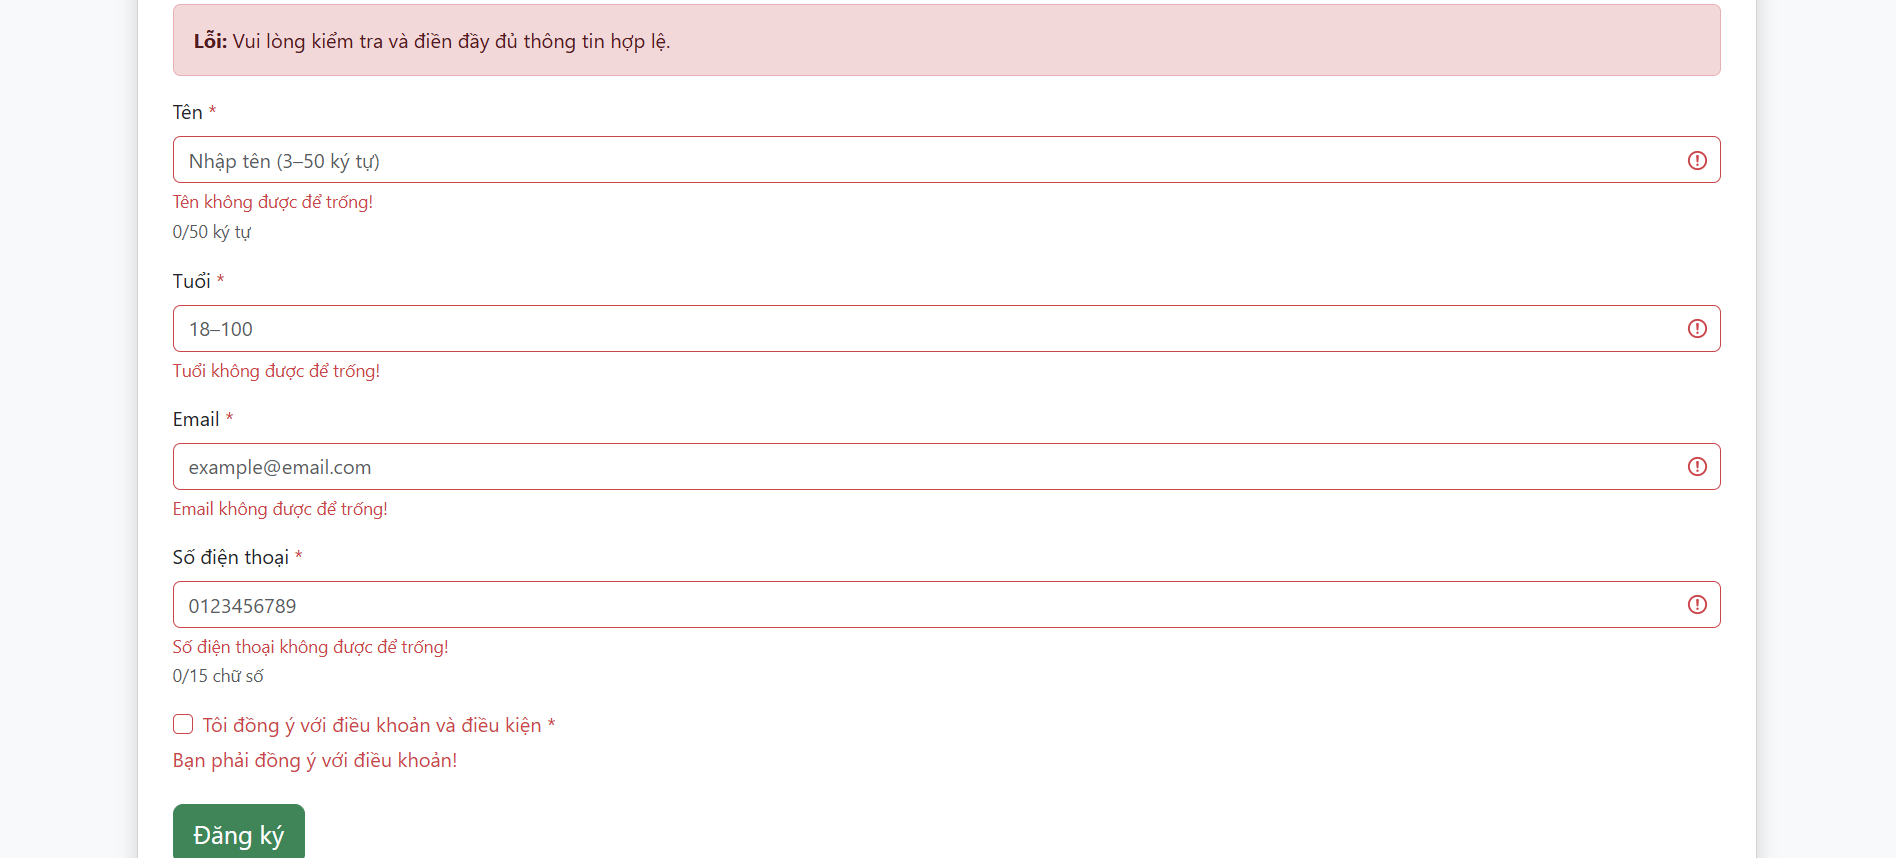 Lỗi: Vui lòng kiểm tra và điền đầy đủ thông tin hợp lệ.
Tên *
Nhập tên (3–50 ký tự)
Tên không được để trống!
0/50 ký tự
Tuổi *
18–100
Tuổi không được để trống!
Email *
example@email.com
Email không được để trống!
Số điện thoại *
0123456789
Số điện thoại không được để trống!
0/15 chữ số
Tôi đồng ý với điều khoản và điều kiện *
Bạn phải đồng ý với điều khoản!
Đăng ký